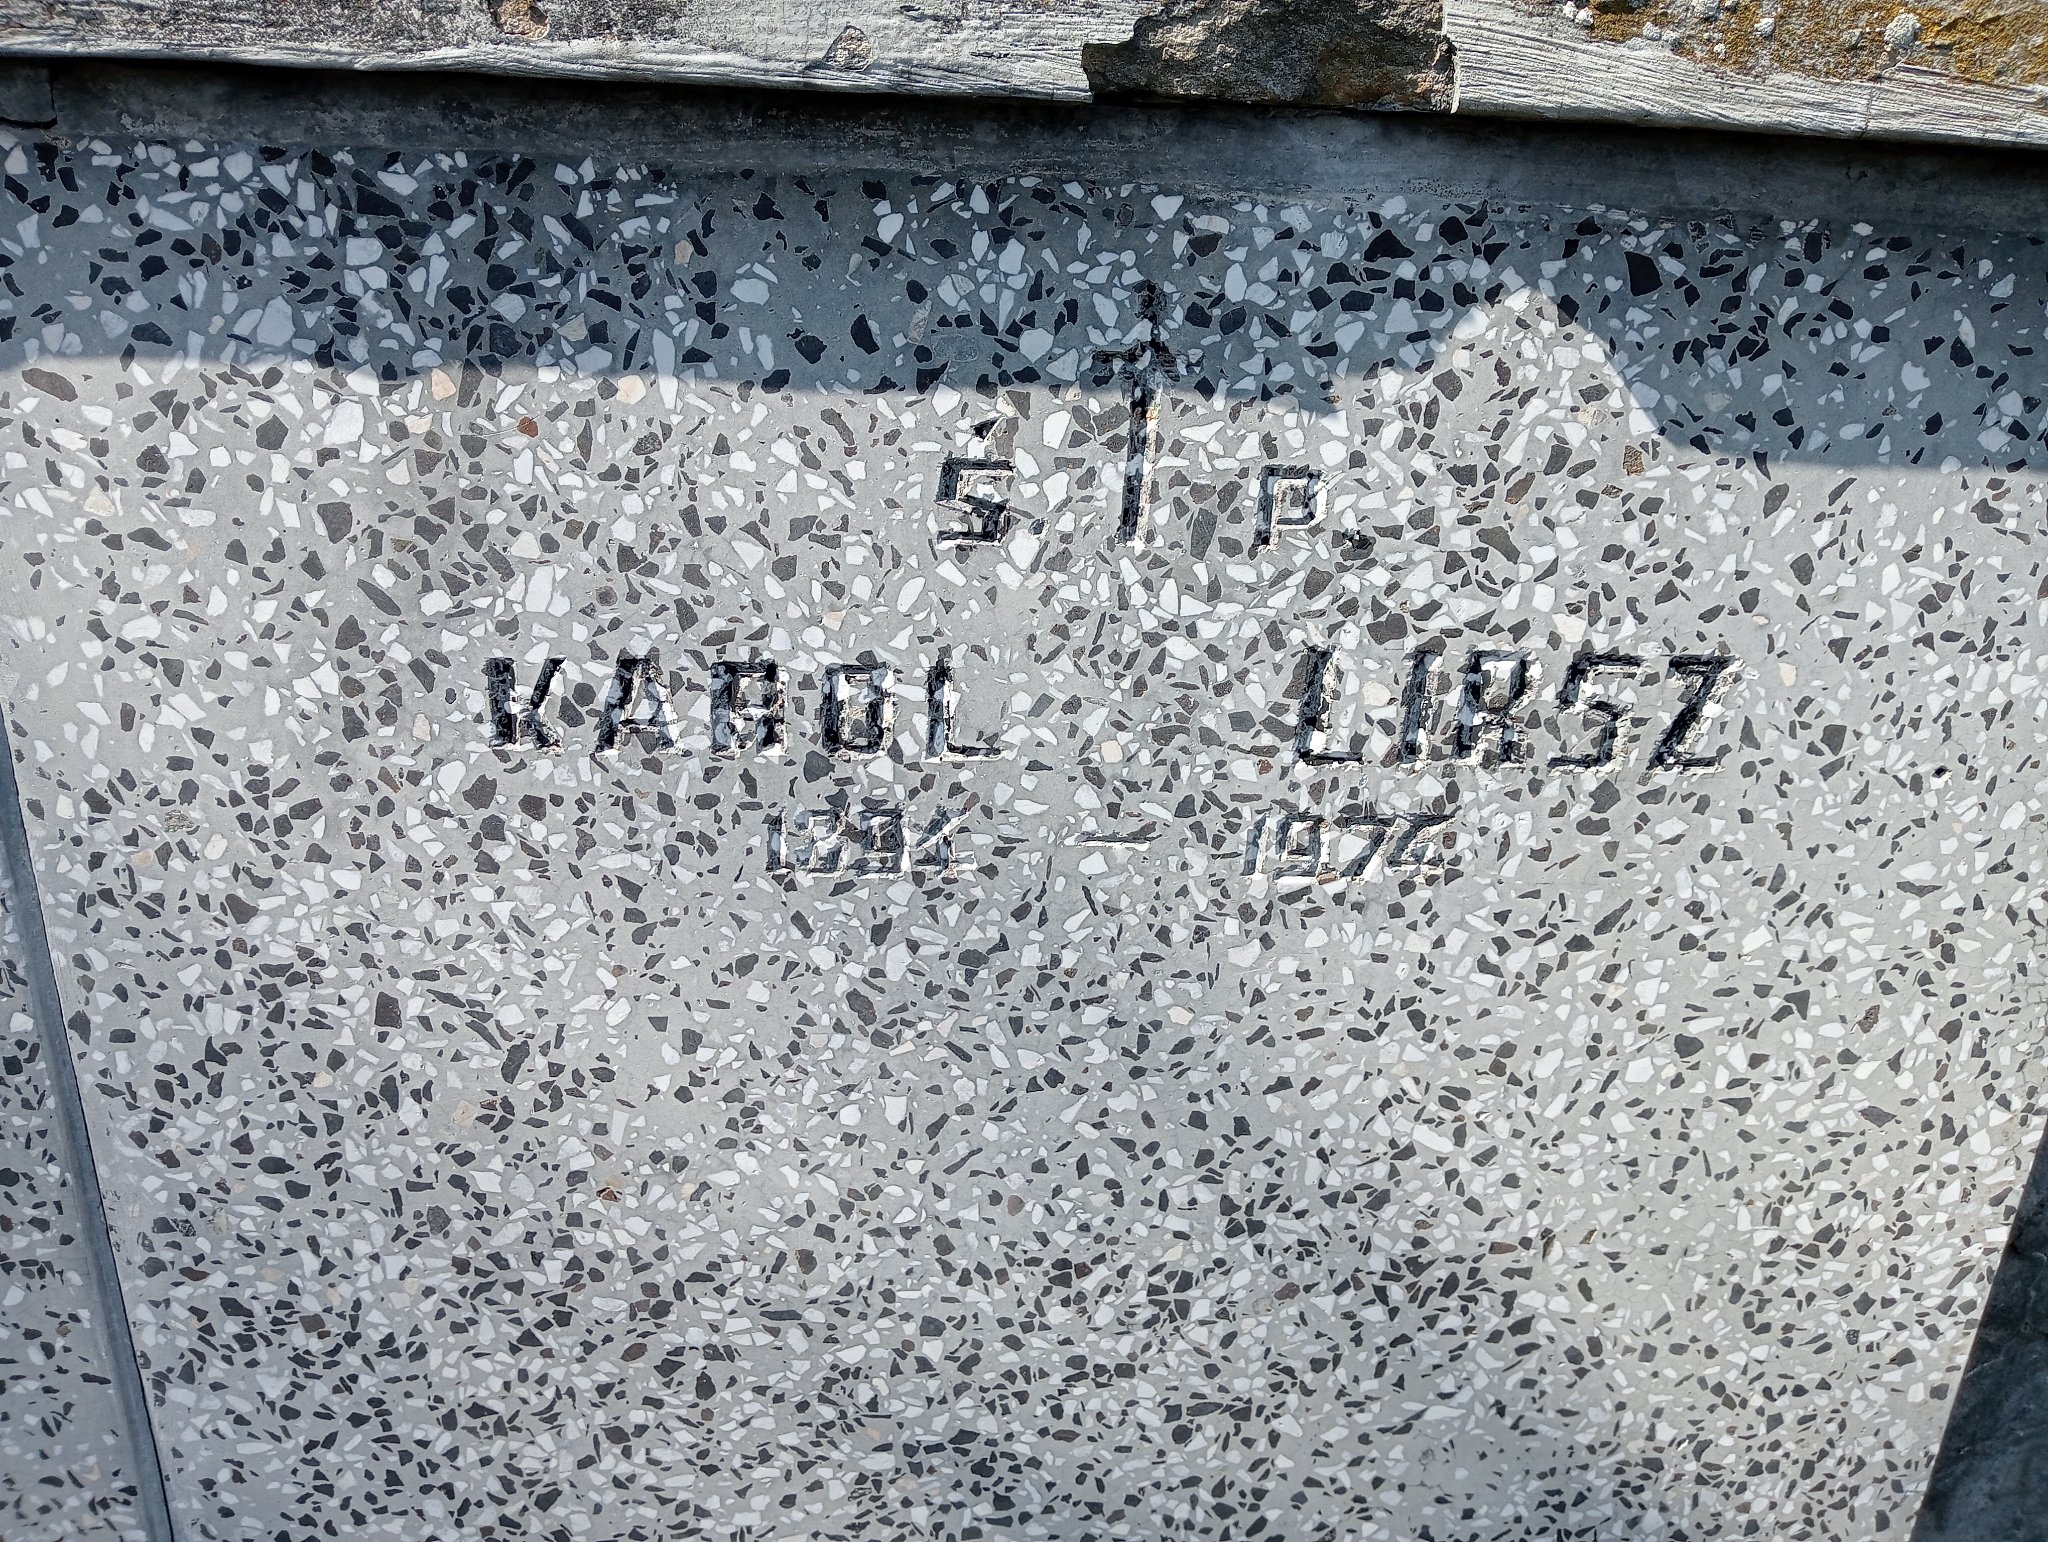 Ś † P.
KAROL LIRSZ
1894 — 1974